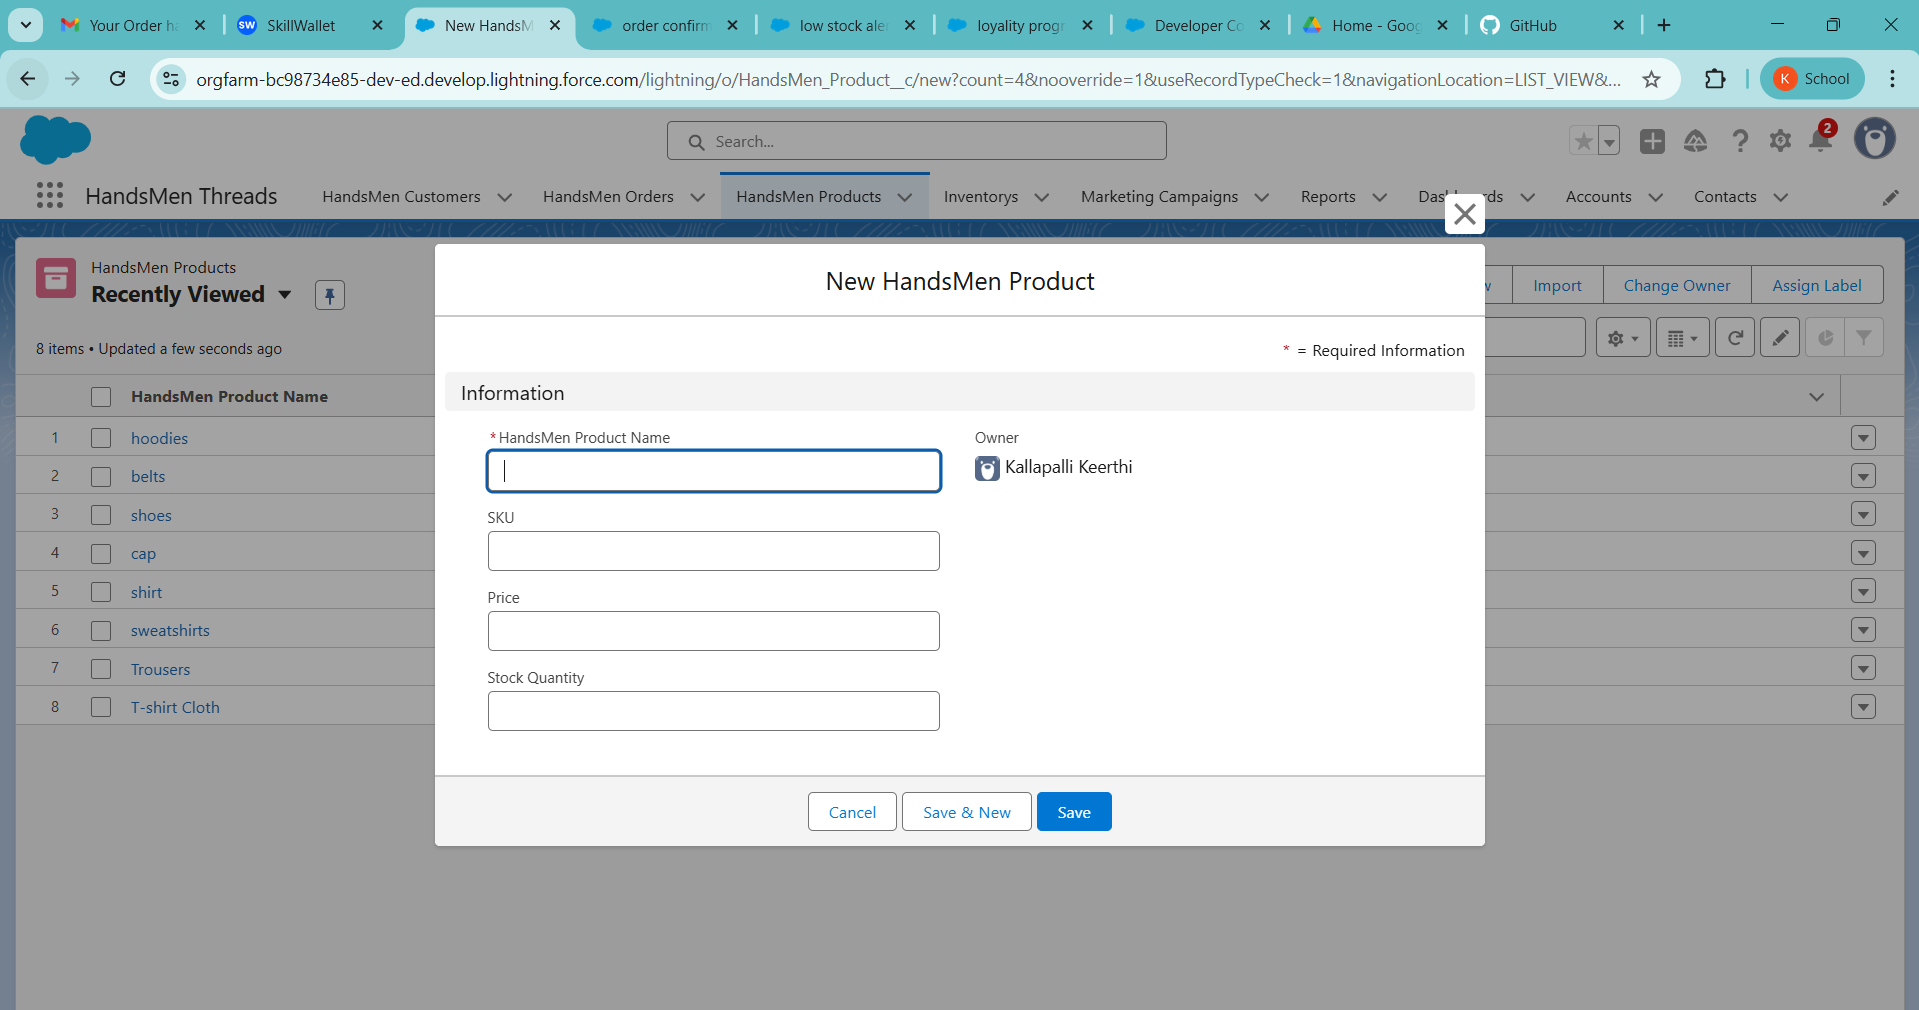 Your Order ha
SW
SkillWallet
New HandsM
order confirm
low stock aler
loyality progr
Developer Co
Home - Goog
GitHub
orgfarm-bc98734e85-dev-ed.develop.lightning.force.com/lightning/o/HandsMen_Product__c/new?count=4&nooverride=1&useRecordTypeCheck=1&navigationLocation=LIST_VIEW&...
K
School
Search...
2
HandsMen Threads
HandsMen Customers
HandsMen Orders
HandsMen Products
Inventorys
Marketing Campaigns
Reports
Accounts
Contacts
HandsMen Products
Recently Viewed
Import
Change Owner
Assign Label
8 items • Updated a few seconds ago
HandsMen Product Name
1 hoodies
2 belts
3 shoes
4 cap
5 shirt
6 sweatshirts
7 Trousers
8 T-shirt Cloth
New HandsMen Product
* = Required Information
Information
*HandsMen Product Name
Owner
Kallapalli Keerthi
SKU
Price
Stock Quantity
Cancel
Save & New
Save